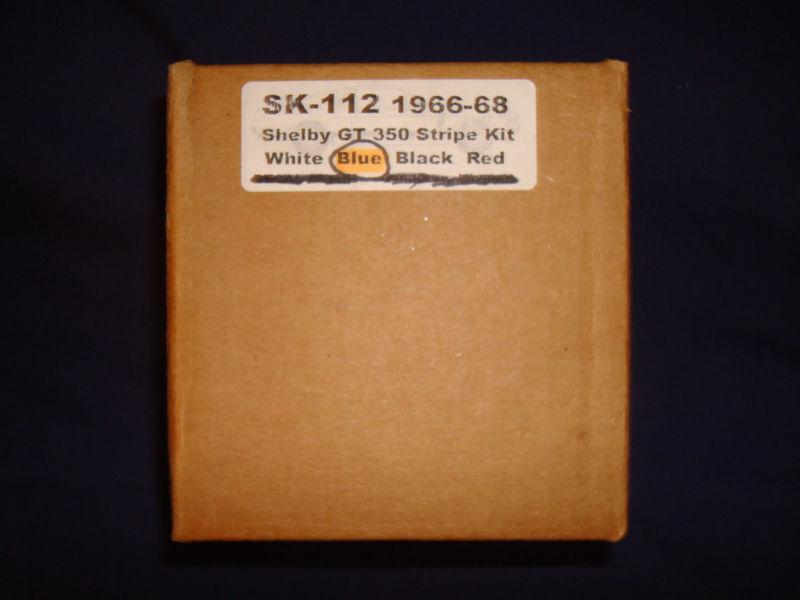 SK-112 1966-68
Shelby GT 350 Stripe Kit
White Blue Black Red